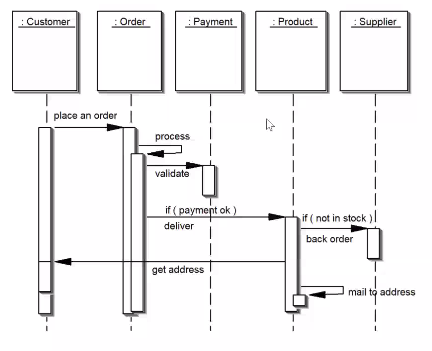 : Customer
: Order
: Payment
: Product
: Supplier
place an order
process
validate
if ( payment ok )
deliver
if ( not in stock )
back order
get address
mail to address